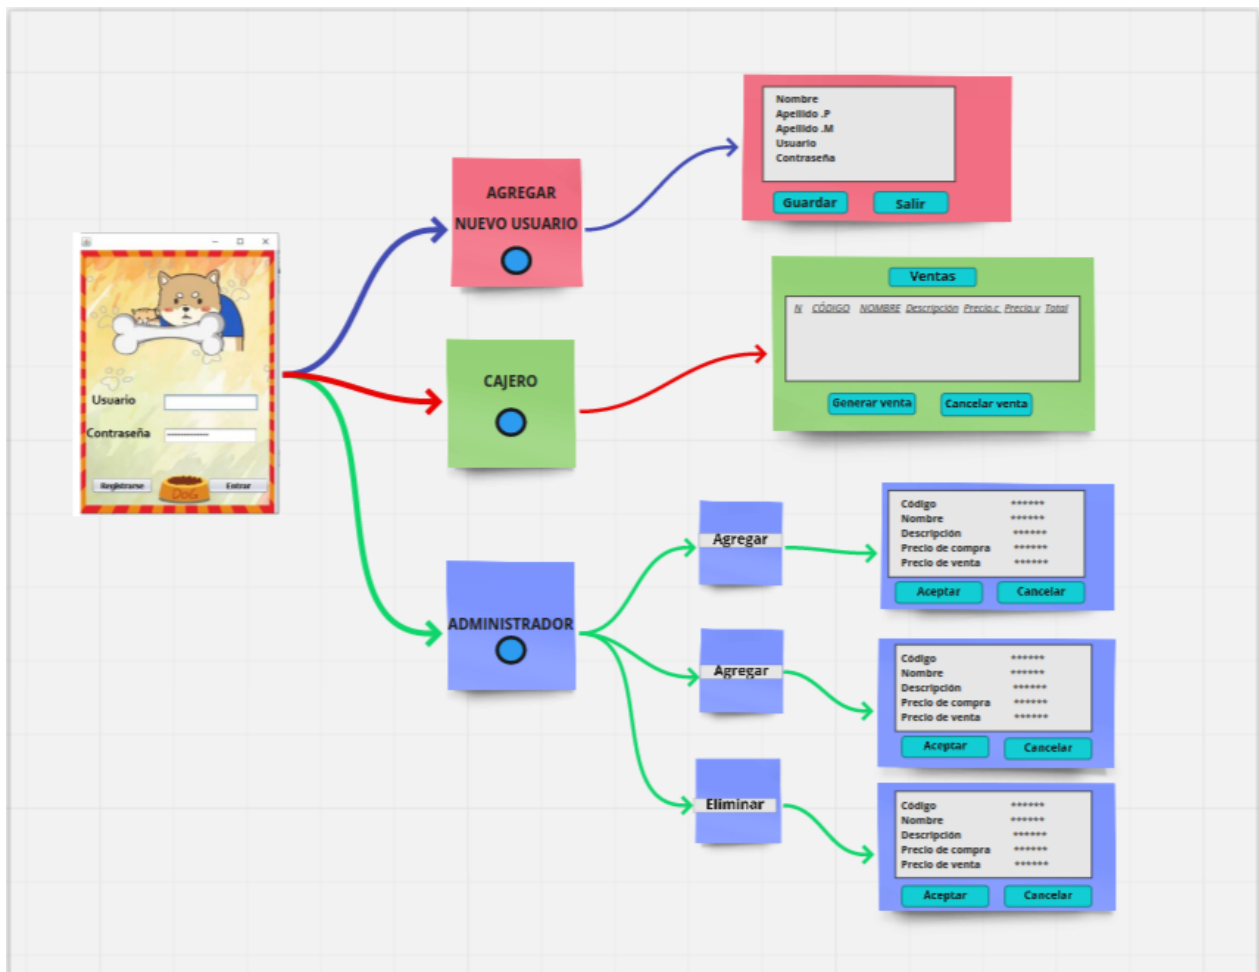 Usuario
Contraseña
Registrarse
DOG
Entrar
AGREGAR
NUEVO USUARIO
Nombre
Apellido .P
Apellido .M
Usuario
Contraseña
Guardar Salir
CAJERO
Ventas
N CÓDIGO NOMBRE Descripción Precio.c Precio.v Total
Generar venta Cancelar venta
ADMINISTRADOR
Agregar
Código ******
Nombre ******
Descripción ******
Precio de compra ******
Precio de venta ******
Aceptar Cancelar
Agregar
Código ******
Nombre ******
Descripción ******
Precio de compra ******
Precio de venta ******
Aceptar Cancelar
Eliminar
Código ******
Nombre ******
Descripción ******
Precio de compra ******
Precio de venta ******
Aceptar Cancelar